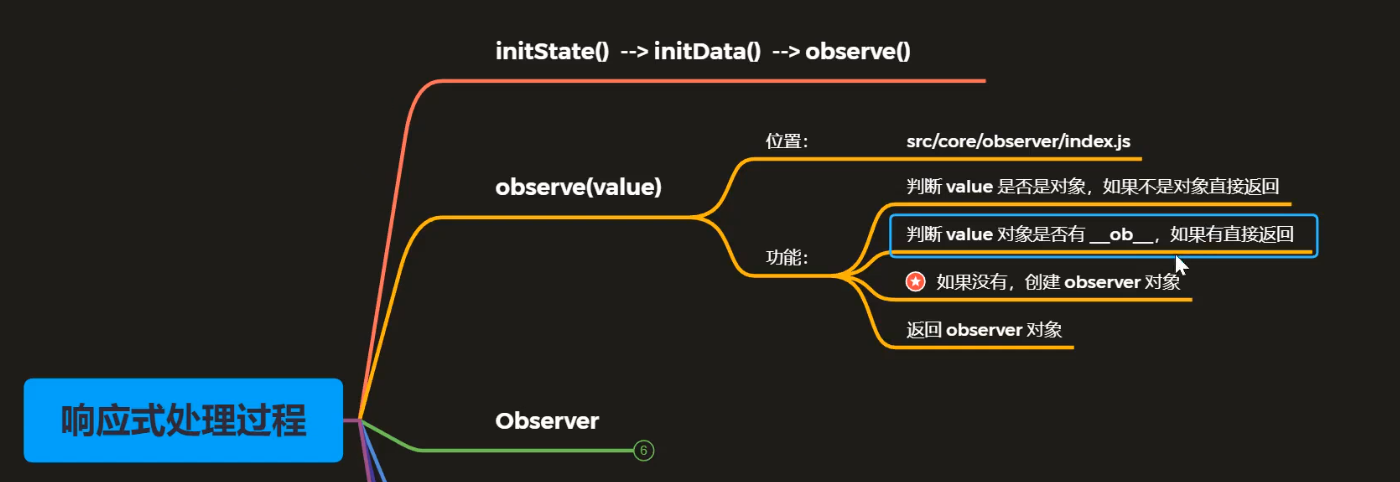 initState() --> initData() --> observe()
位置：
src/core/observer/index.js
observe(value)
判断 value 是否是对象，如果不是对象直接返回
判断 value 对象是否有 __ob__，如果有直接返回
功能：
如果没有，创建 observer 对象
返回 observer 对象
响应式处理过程
Observer
6